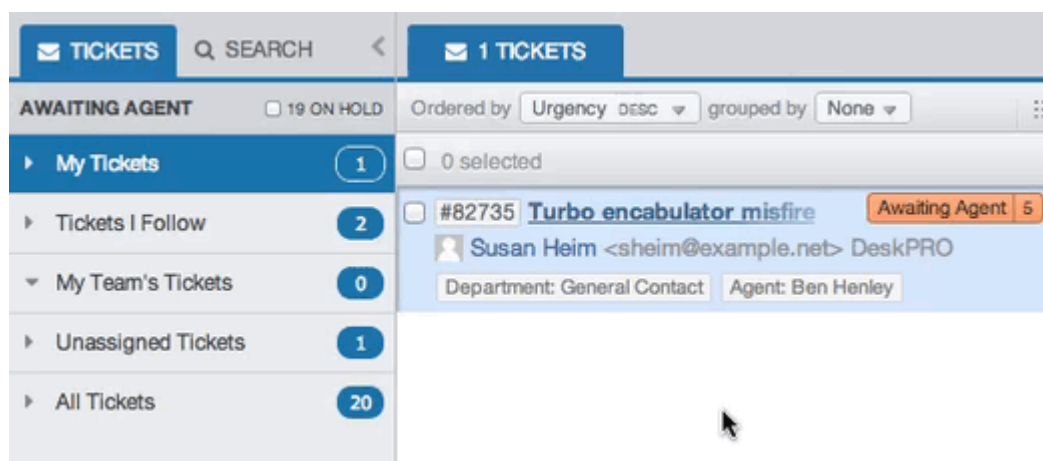 TICKETS
SEARCH
1 TICKETS
AWAITING AGENT
19 ON HOLD
Ordered by Urgency DESC grouped by None
My Tickets 1
0 selected
Tickets I Follow 2
#82735 Turbo encabulator misfire Awaiting Agent 5
Susan Heim <sheim@example.net> DeskPRO
My Team's Tickets 0
Department: General Contact Agent: Ben Henley
Unassigned Tickets 1
All Tickets 20